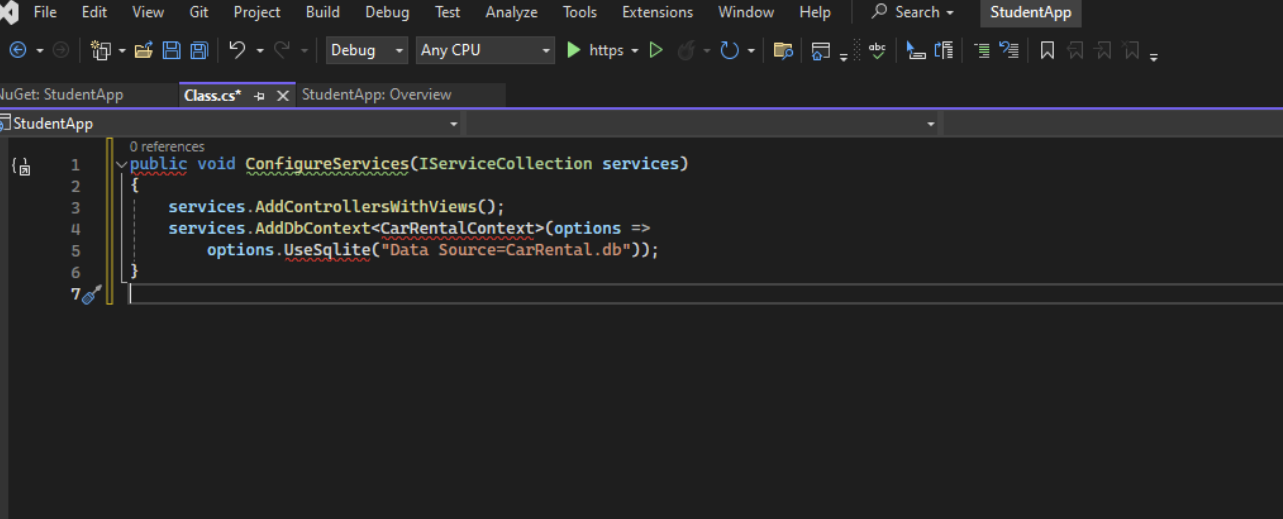 File Edit View Git Project Build Debug Test Analyze Tools Extensions Window Help Search StudentApp
Debug Any CPU https abc
NuGet: StudentApp Class.cs* StudentApp: Overview
StudentApp
0 references
1 public void ConfigureServices(IServiceCollection services)
2 {
3 services.AddControllersWithViews();
4 services.AddDbContext<CarRentalContext>(options =>
5 options.UseSqlite("Data Source=CarRental.db"));
6 }
7